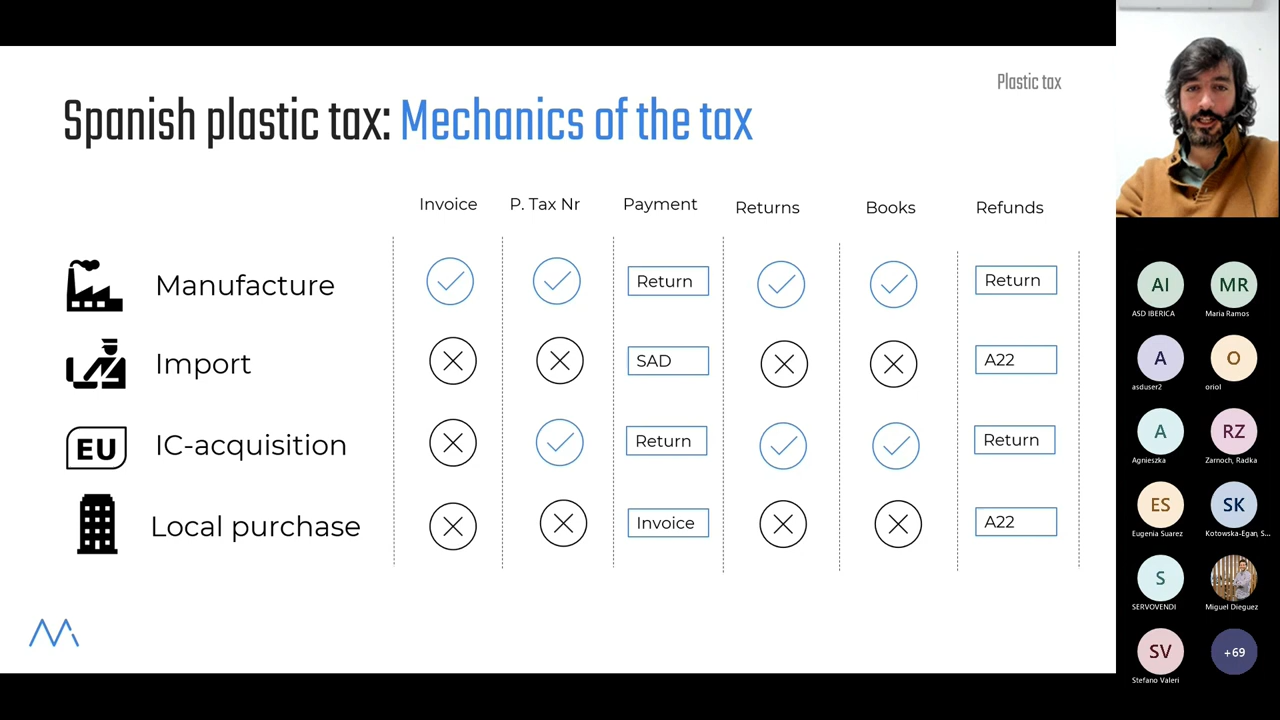 Plastic tax
Spanish plastic tax: Mechanics of the tax
Invoice P. Tax Nr Payment Returns Books Refunds
Manufacture Return Return
Import SAD A22
EU IC-acquisition Return Return
Local purchase Invoice A22
AI MR
ASD IBERICA Maria Ramos
A O
asduser2 oriol
A RZ
Agnieszka Zarnoch, Radka
ES SK
Eugenia Suarez Kotowska-Egan, S...
S
SERVOVENDI Miguel Dieguez
SV +69
Stefano Valeri